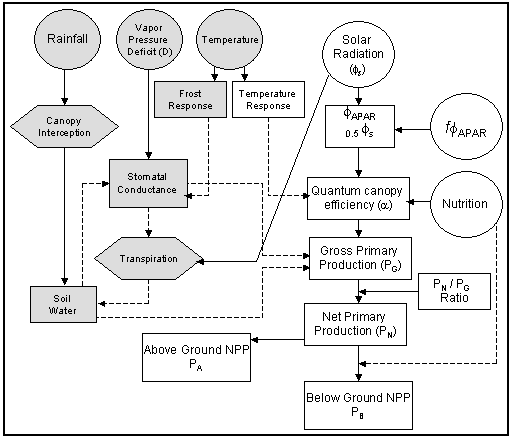 Rainfall
Vapor
Pressure
Deficit (D)
Temperature
Solar
Radiation
(ϕs)
Frost
Response
Temperature
Response
Canopy
Interception
ϕAPAR
0.5 ϕs
fϕAPAR
Stomatal
Conductance
Quantum canopy
efficiency (α)
Nutrition
Transpiration
Gross Primary
Production (PG)
Soil
Water
PN / PG
Ratio
Net Primary
Production (PN)
Above Ground NPP
PA
Below Ground NPP
PB